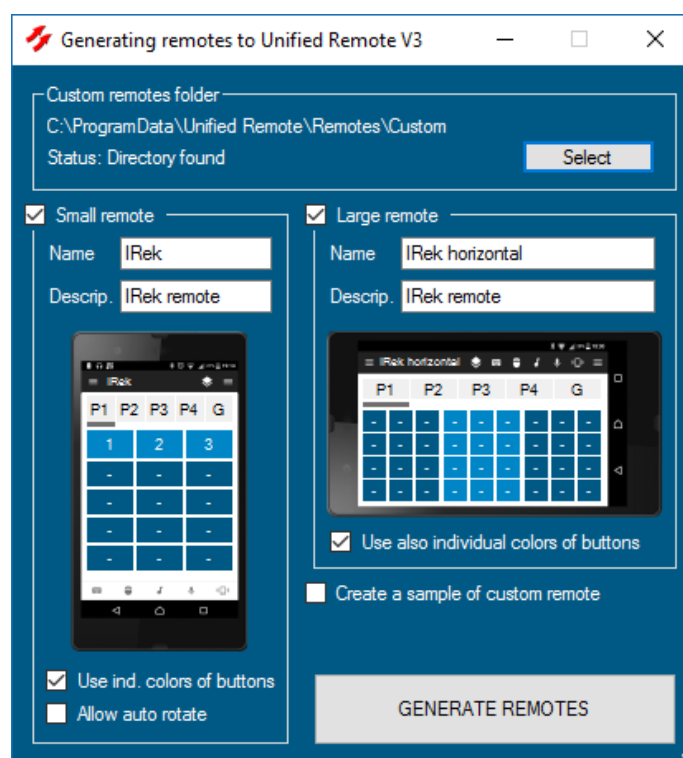 Generating remotes to Unified Remote V3
Custom remotes folder
C:\ProgramData\Unified Remote\Remotes\Custom
Status: Directory found
Select
Small remote
Name
IRek
Descrip.
IRek remote
IRek
P1 P2 P3 P4 G
1 2 3
- - -
- - -
- - -
- - -
Use ind. colors of buttons
Allow auto rotate
Large remote
Name
IRek horizontal
Descrip.
IRek remote
IRek horizontal
P1 P2 P3 P4 G
- - - - - - - - -
- - - - - - - - -
- - - - - - - - -
- - - - - - - - -
Use also individual colors of buttons
Create a sample of custom remote
GENERATE REMOTES